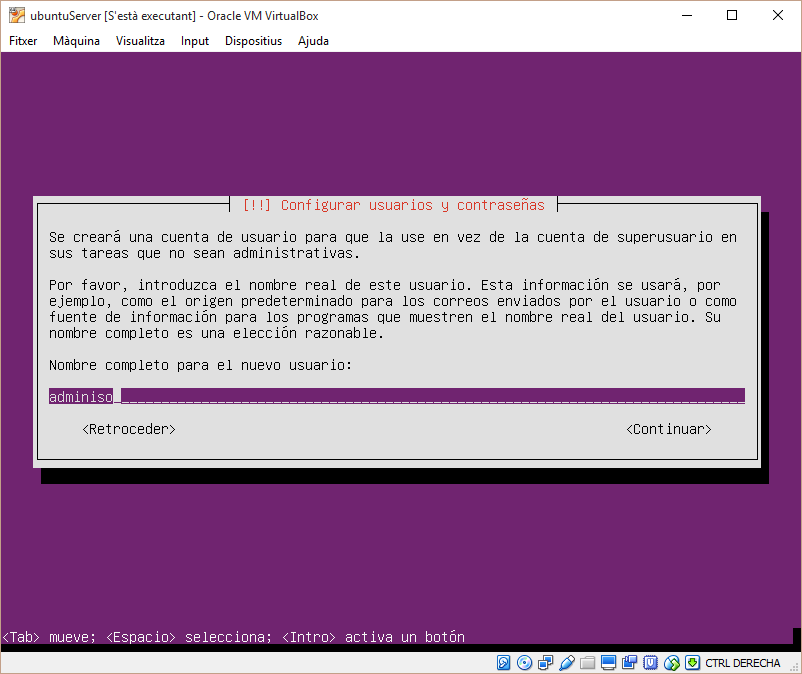 ubuntuServer [S'està executant] - Oracle VM VirtualBox
Fitxer Màquina Visualitza Input Dispositius Ajuda
[!!] Configurar usuarios y contraseñas
Se creará una cuenta de usuario para que la use en vez de la cuenta de superusuario en
sus tareas que no sean administrativas.
Por favor, introduzca el nombre real de este usuario. Esta información se usará, por
ejemplo, como el origen predeterminado para los correos enviados por el usuario o como
fuente de información para los programas que muestren el nombre real del usuario. Su
nombre completo es una elección razonable.
Nombre completo para el nuevo usuario:
adminiso
<Retroceder> <Continuar>
<Tab> mueve; <Espacio> selecciona; <Intro> activa un botón
CTRL DERECHA